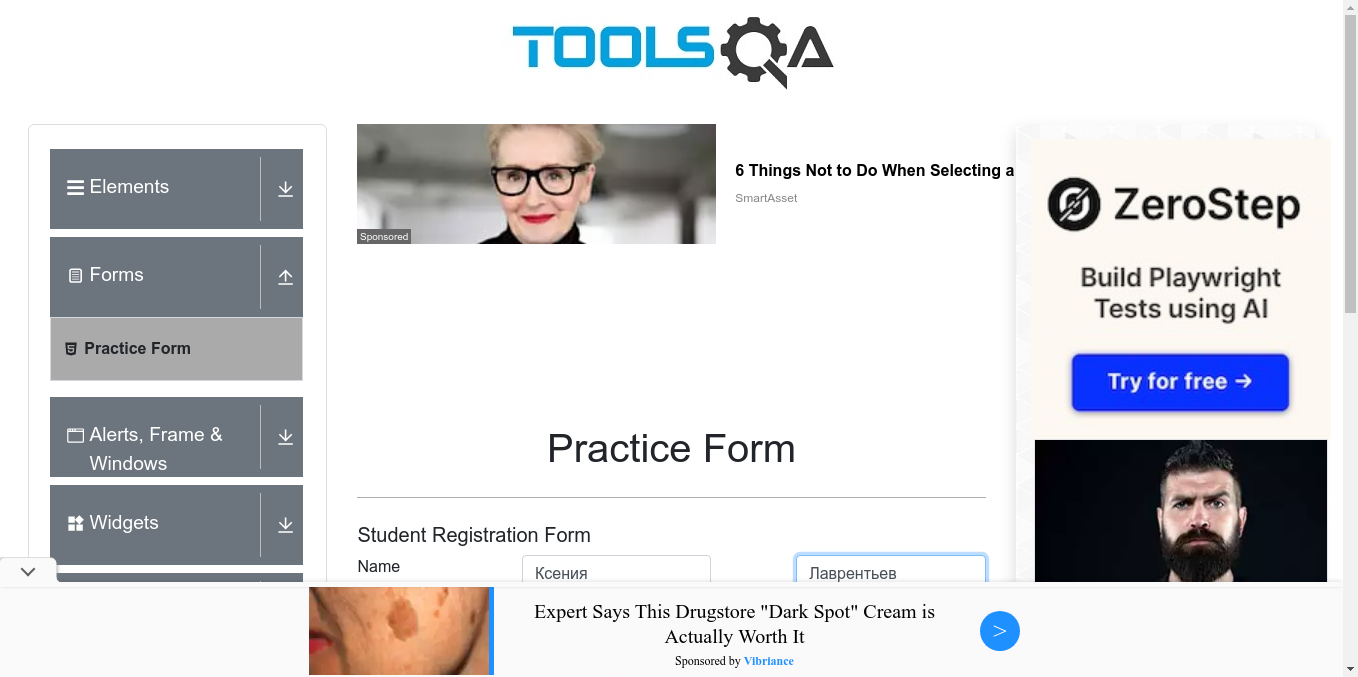 TOOLSQA
Elements
Forms
Practice Form
Alerts, Frame &
Windows
Widgets
Sponsored
6 Things Not to Do When Selecting a
SmartAsset
Practice Form
Student Registration Form
Name
Ксения
Лаврентьев
ZeroStep
Build Playwright
Tests using AI
Try for free →
Expert Says This Drugstore "Dark Spot" Cream is
Actually Worth It
Sponsored by Vibriance
>